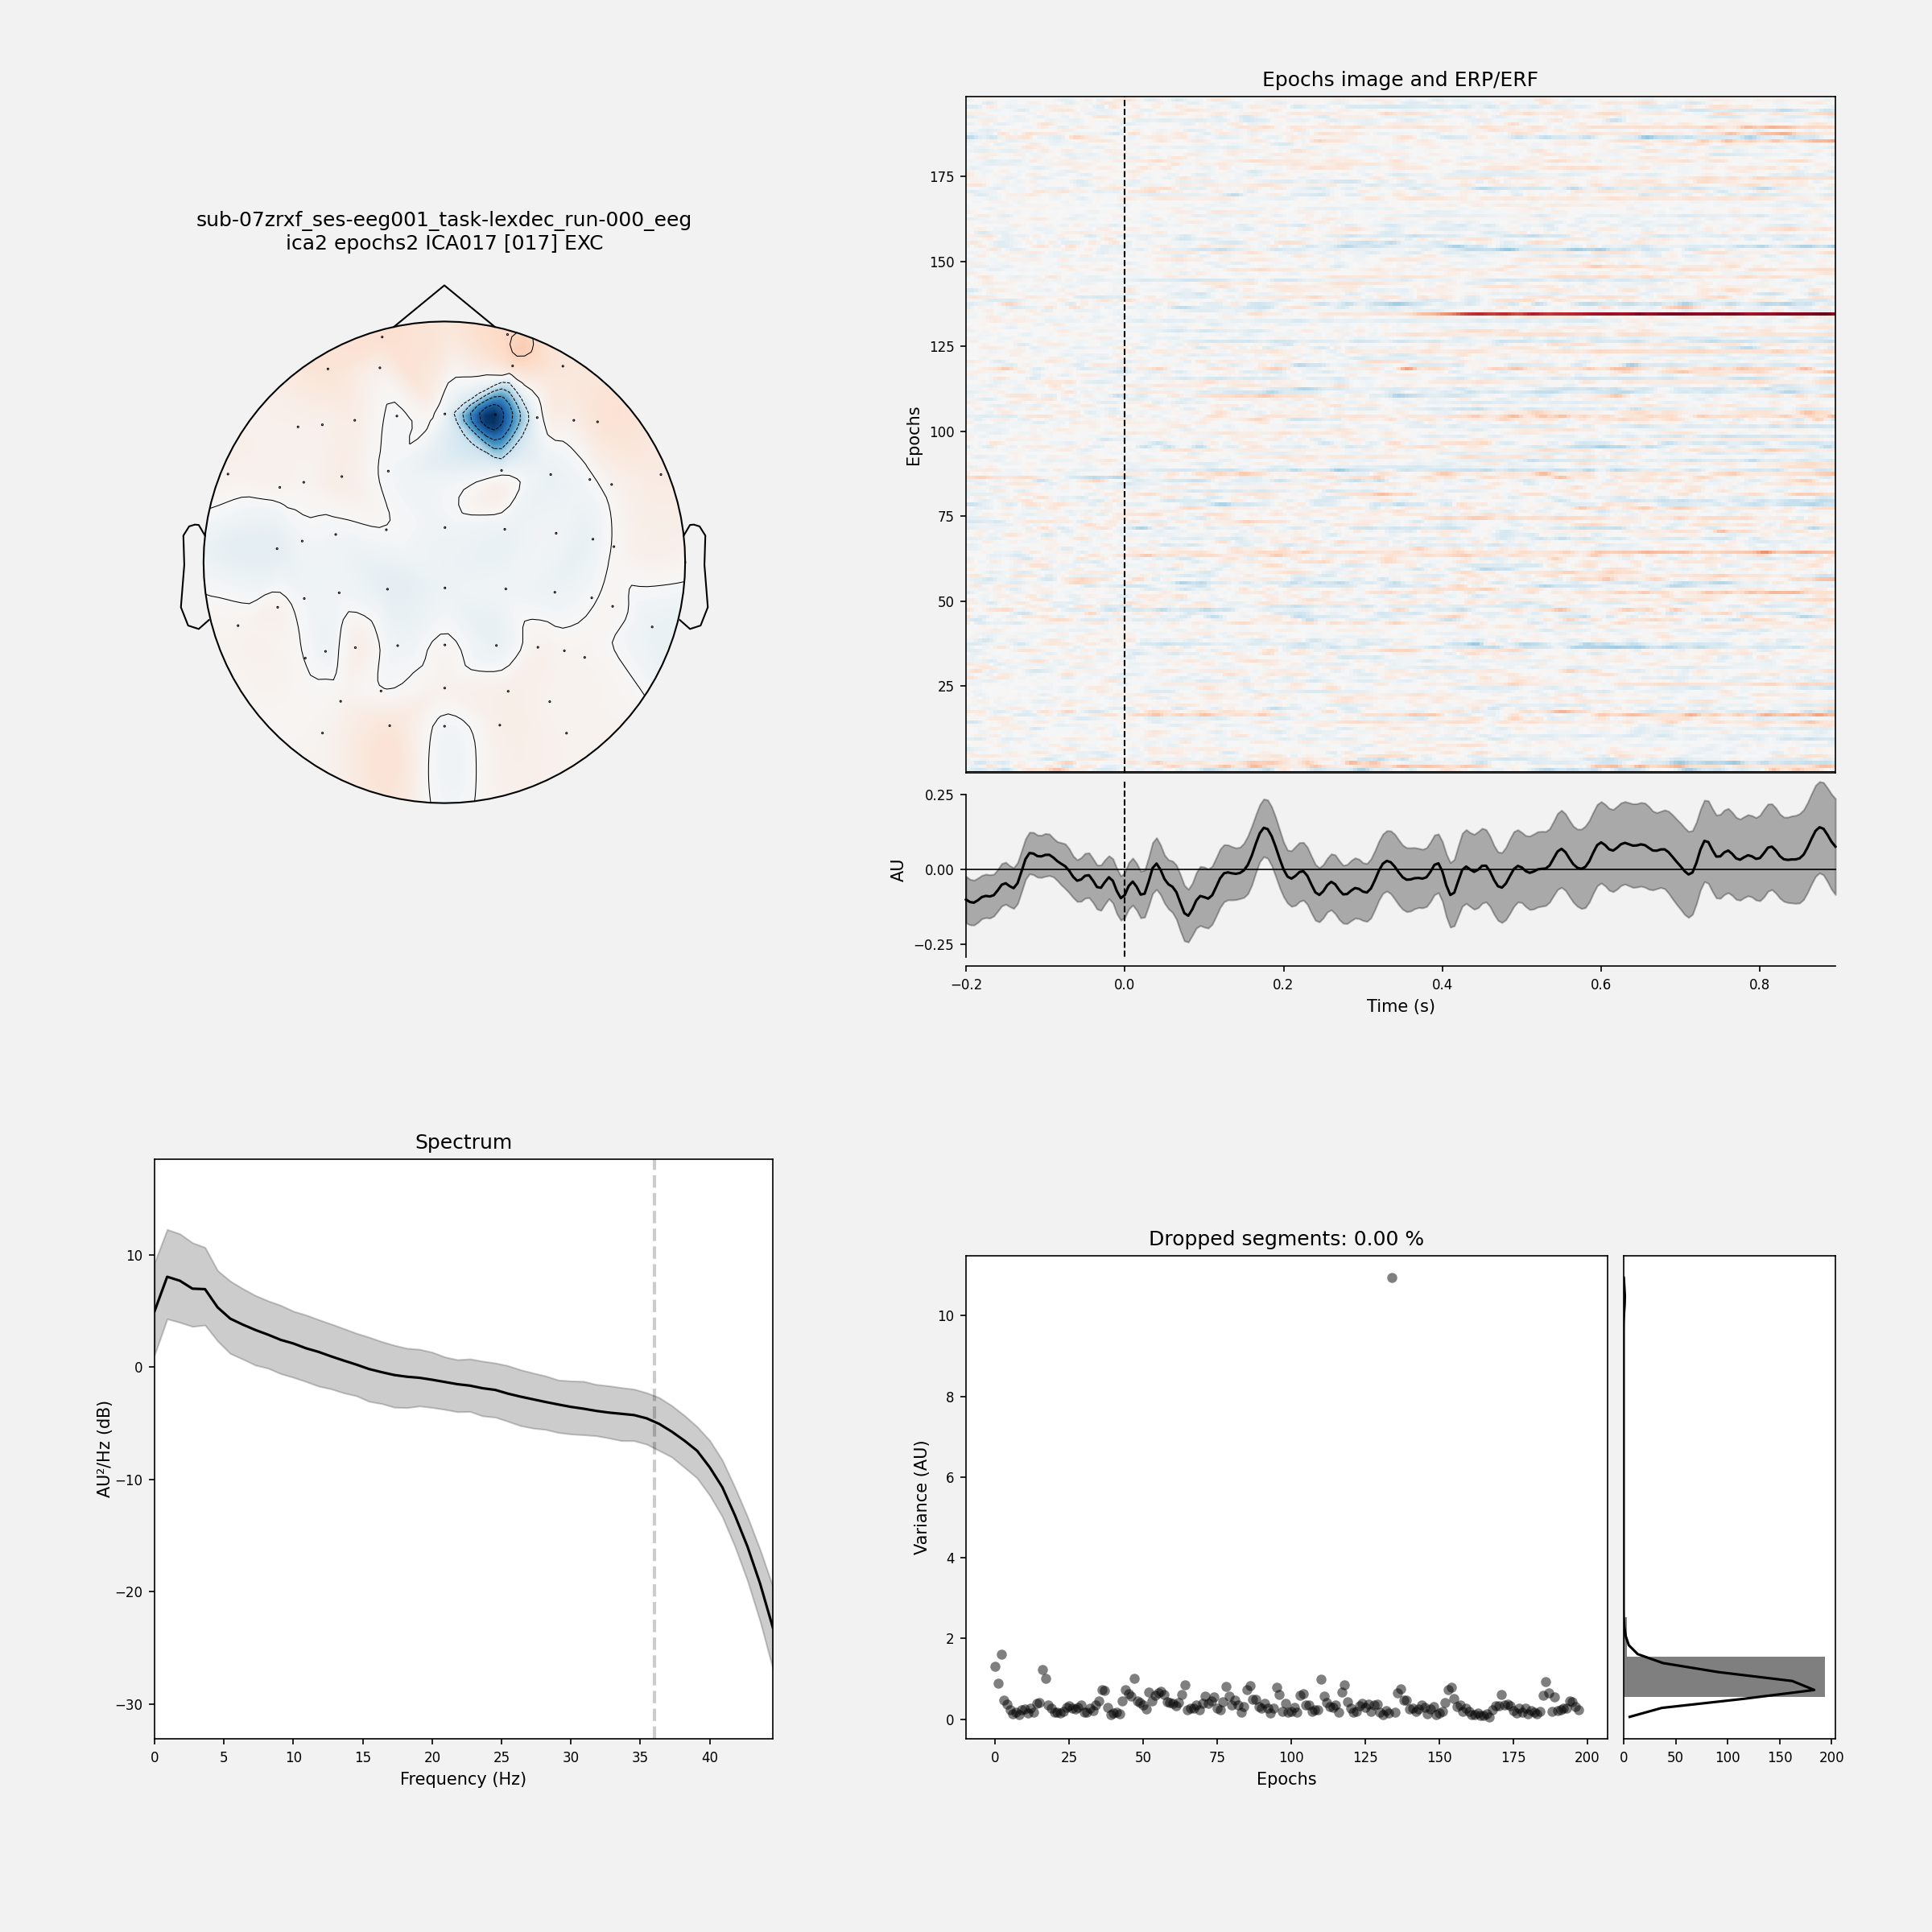 sub-07zrxf_ses-eeg001_task-lexdec_run-000_eeg
ica2 epochs2 ICA017 [017] EXC
Epochs image and ERP/ERF
Epochs
175
150
125
100
75
50
25
AU
0.25
0.00
−0.25
−0.2 0.0 0.2 0.4 0.6 0.8
Time (s)
Spectrum
AU²/Hz (dB)
10
0
−10
−20
−30
0 5 10 15 20 25 30 35 40
Frequency (Hz)
Dropped segments: 0.00 %
Variance (AU)
10
8
6
4
2
0
0 25 50 75 100 125 150 175 200
Epochs
0 50 100 150 200